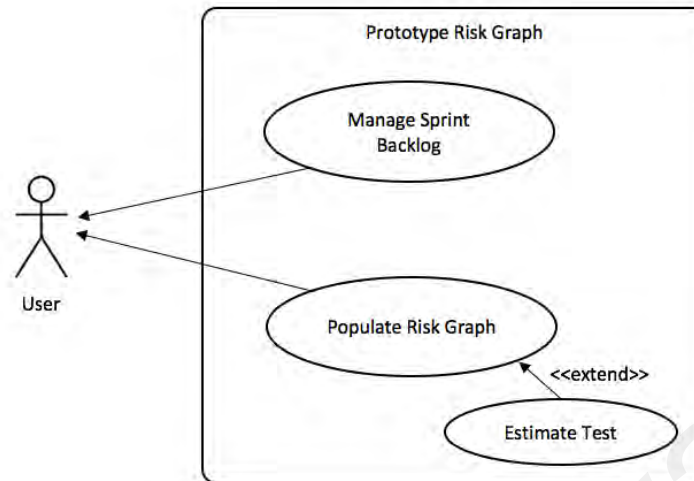 Prototype Risk Graph
Manage Sprint
Backlog
User
Populate Risk Graph
<<extend>>
Estimate Test